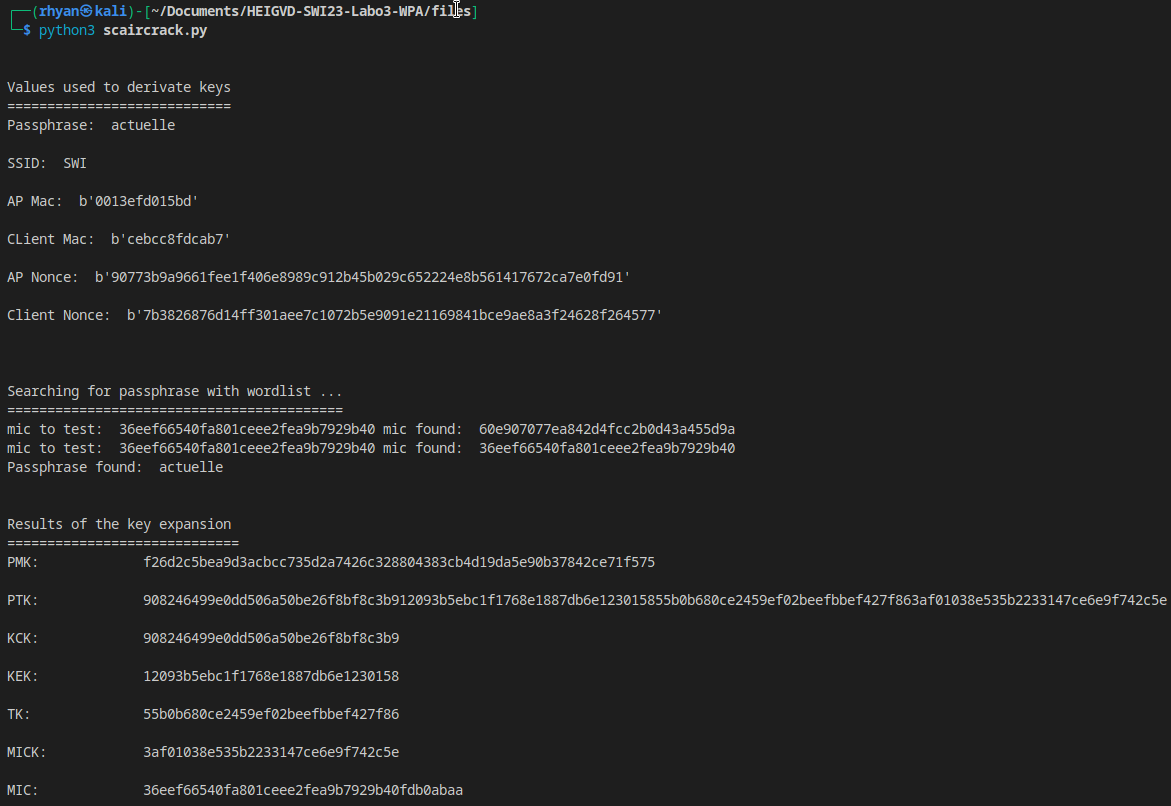 ┌──(rhyan㉿kali)-[~/Documents/HEIGVD-SWI23-Labo3-WPA/files]
└─$ python3 scaircrack.py
Values used to derivate keys
============================
Passphrase:  actuelle
SSID:  SWI
AP Mac:  b'0013efd015bd'
CLient Mac:  b'cebcc8fdcab7'
AP Nonce:  b'90773b9a9661fee1f406e8989c912b45b029c652224e8b561417672ca7e0fd91'
Client Nonce:  b'7b3826876d14ff301aee7c1072b5e9091e21169841bce9ae8a3f24628f264577'
Searching for passphrase with wordlist ...
==========================================
mic to test:  36eef66540fa801ceee2fea9b7929b40 mic found:  60e907077ea842d4fcc2b0d43a455d9a
mic to test:  36eef66540fa801ceee2fea9b7929b40 mic found:  36eef66540fa801ceee2fea9b7929b40
Passphrase found:  actuelle
Results of the key expansion
=============================
PMK:             f26d2c5bea9d3acbcc735d2a7426c328804383cb4d19da5e90b37842ce71f575
PTK:             908246499e0dd506a50be26f8bf8c3b912093b5ebc1f1768e1887db6e123015855b0b680ce2459ef02beefbbef427f863af01038e535b2233147ce6e9f742c5e
KCK:             908246499e0dd506a50be26f8bf8c3b9
KEK:             12093b5ebc1f1768e1887db6e1230158
TK:              55b0b680ce2459ef02beefbbef427f86
MICK:            3af01038e535b2233147ce6e9f742c5e
MIC:             36eef66540fa801ceee2fea9b7929b40fdb0abaa